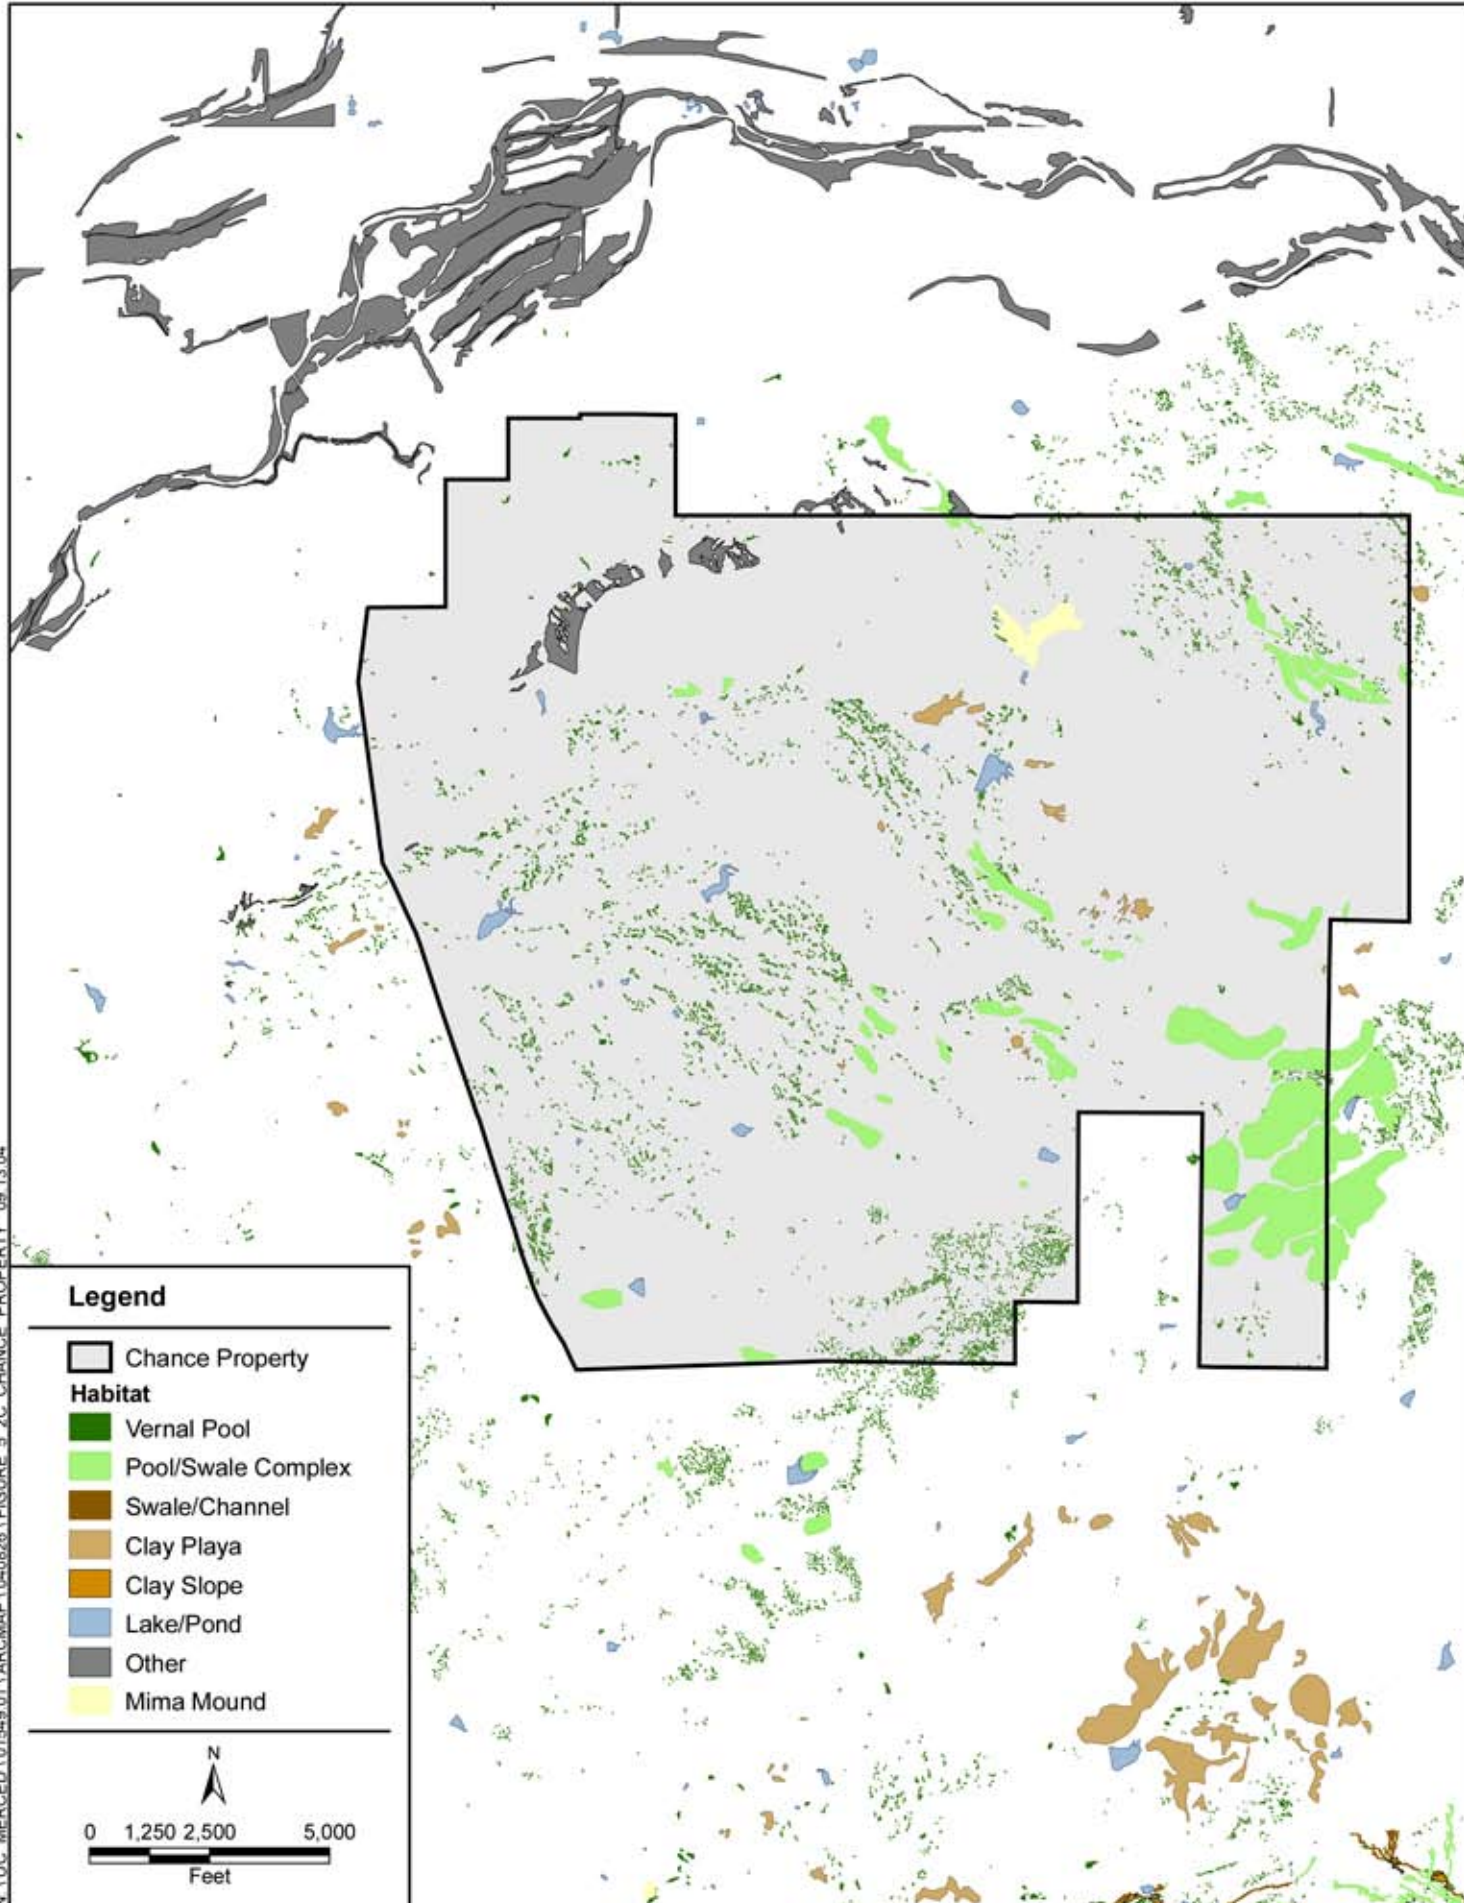 Legend
Chance Property
Habitat
Vernal Pool
Pool/Swale Complex
Swale/Channel
Clay Playa
Clay Slope
Lake/Pond
Other
Mima Mound
N
0 1,250 2,500 5,000
Feet